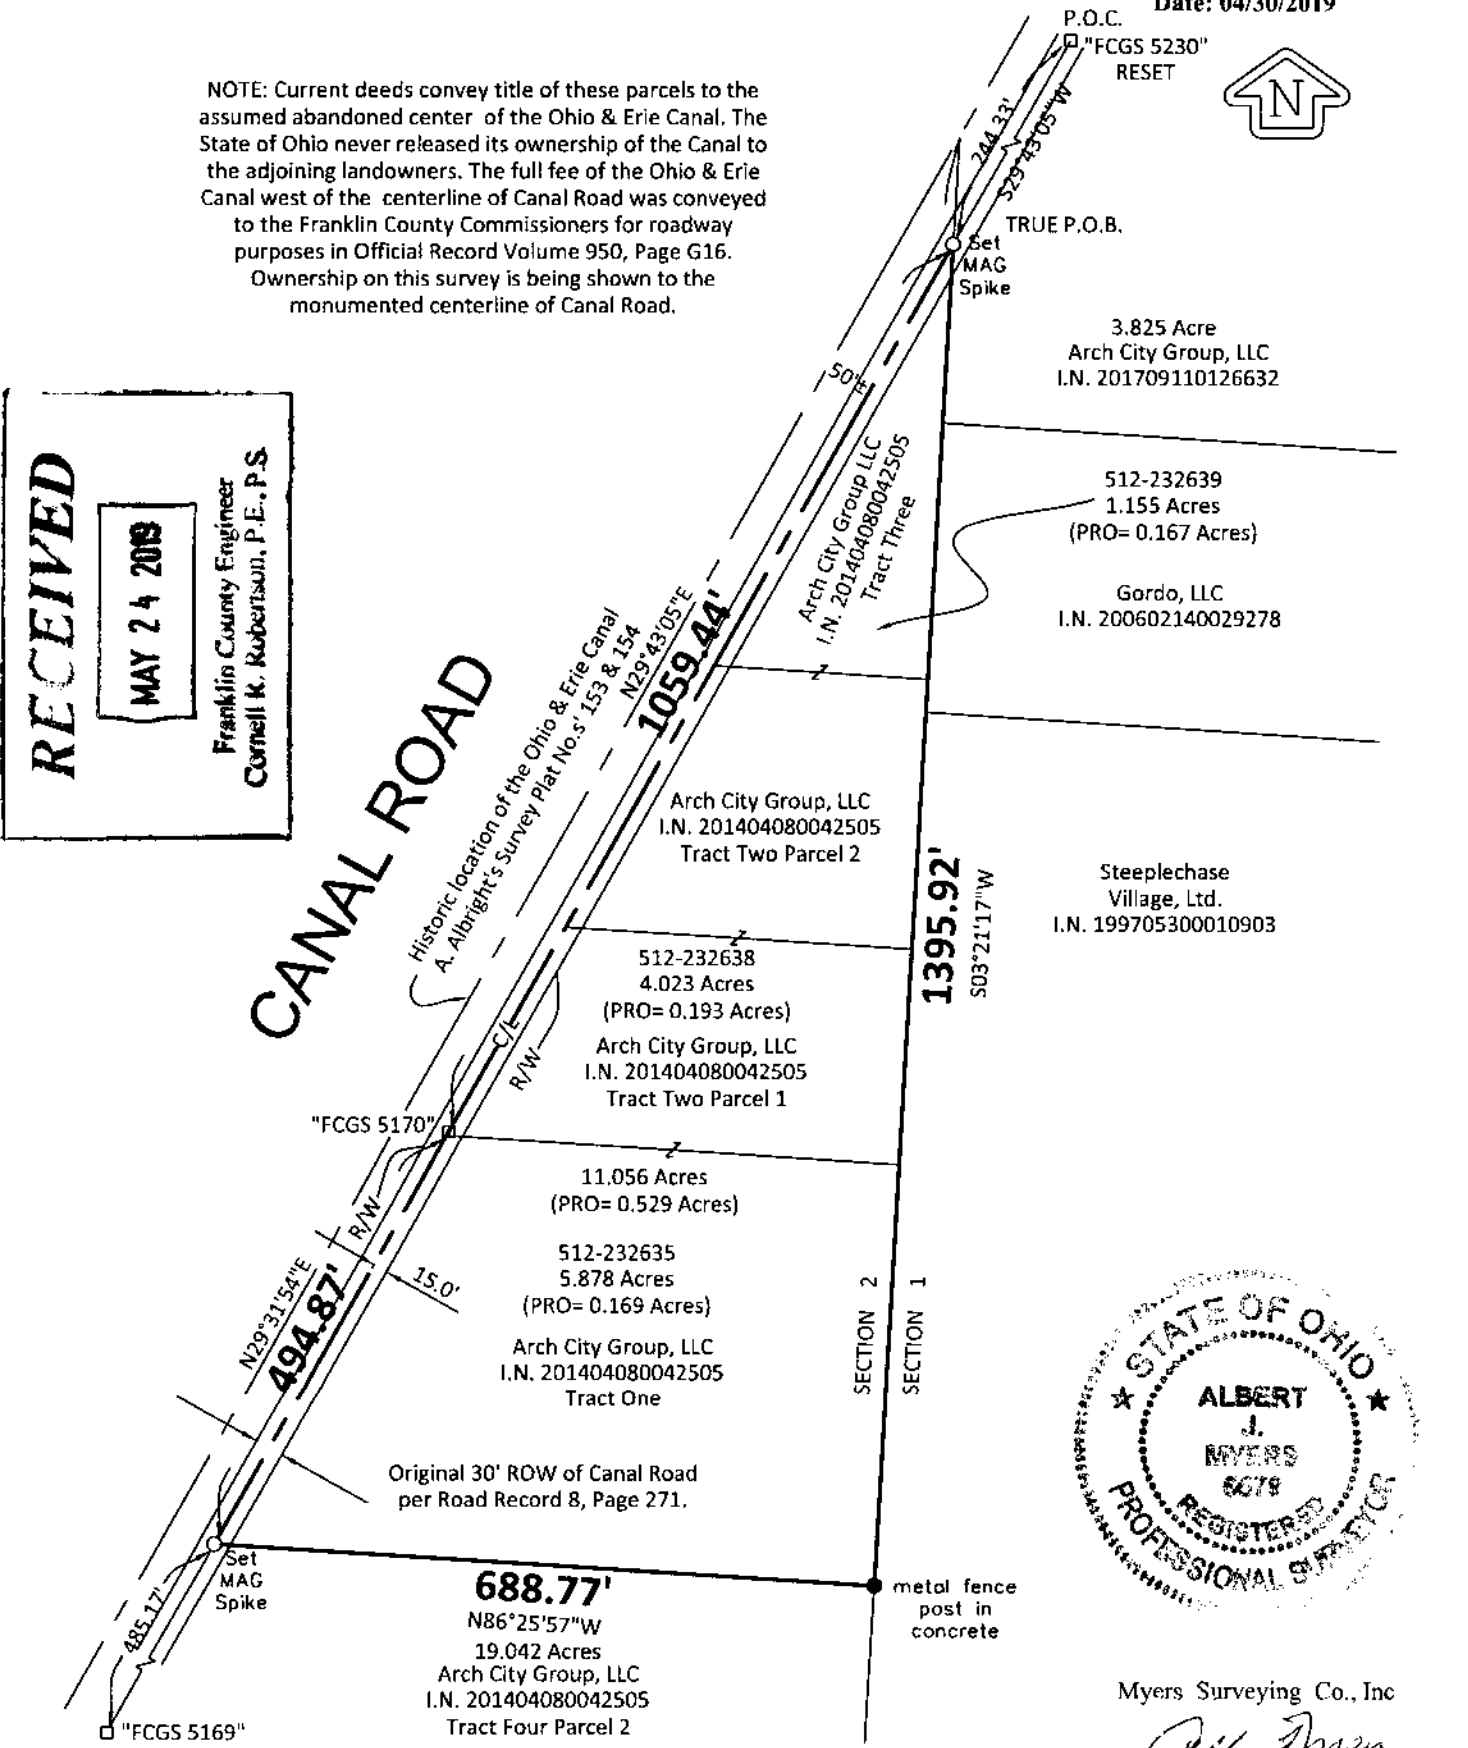 Date: 04/30/2019
P.O.C.
"FCGS 5230"
RESET
N
NOTE: Current deeds convey title of these parcels to the
assumed abandoned center of the Ohio & Erie Canal. The
State of Ohio never released its ownership of the Canal to
the adjoining landowners. The full fee of the Ohio & Erie
Canal west of the centerline of Canal Road was conveyed
to the Franklin County Commissioners for roadway
purposes in Official Record Volume 950, Page G16.
Ownership on this survey is being shown to the
monumented centerline of Canal Road.
244.33'
S29°43'05"W
TRUE P.O.B.
Set
MAG
Spike
3.825 Acre
Arch City Group, LLC
I.N. 201709110126632
50'±
RECEIVED
MAY 24 2019
Franklin County Engineer
Cornell R. Robertson, P.E., P.S.
Arch City Group LLC
I.N. 201404080042505
Tract Three
512-232639
1.155 Acres
(PRO= 0.167 Acres)
Gordo, LLC
I.N. 200602140029278
N29°43'05"E
1059.44'
CANAL ROAD
Historic location of the Ohio & Erie Canal
A. Albright's Survey Plat No.s' 153 & 154
Arch City Group, LLC
I.N. 201404080042505
Tract Two Parcel 2
1395.92'
S03°21'17"W
Steeplechase
Village, Ltd.
I.N. 199705300010903
512-232638
4.023 Acres
(PRO= 0.193 Acres)
Arch City Group, LLC
I.N. 201404080042505
Tract Two Parcel 1
C/L
R/W
"FCGS 5170"
R/W
11.056 Acres
(PRO= 0.529 Acres)
512-232635
5.878 Acres
(PRO= 0.169 Acres)
Arch City Group, LLC
I.N. 201404080042505
Tract One
15.0'
N29°31'54"E
494.87'
SECTION 2
SECTION 1
Original 30' ROW of Canal Road
per Road Record 8, Page 271.
STATE OF OHIO
ALBERT
J.
MYERS
6679
REGISTERED
PROFESSIONAL SURVEYOR
Set
MAG
Spike
688.77'
N86°25'57"W
19.042 Acres
Arch City Group, LLC
I.N. 201404080042505
Tract Four Parcel 2
metal fence
post in
concrete
485.17'
"FCGS 5169"
Myers Surveying Co., Inc